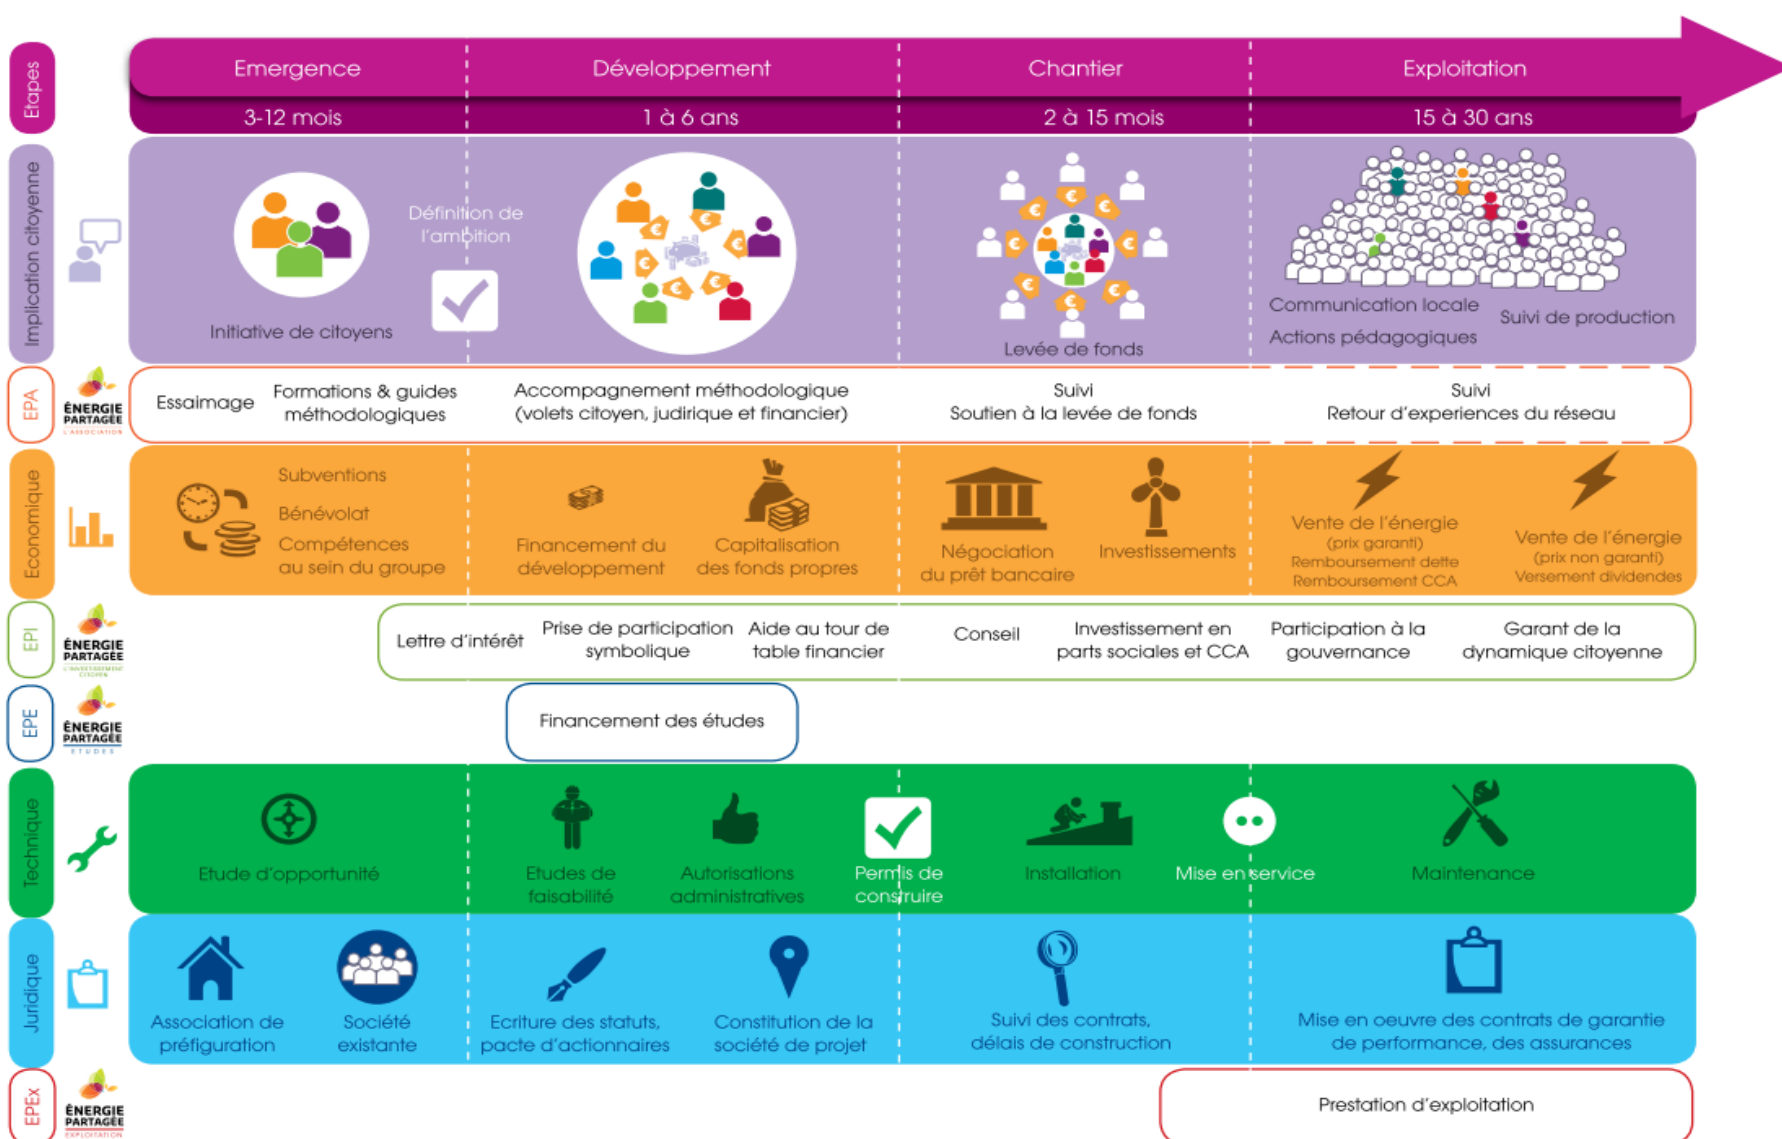 Etapes
Emergence
Développement
Chantier
Exploitation
3-12 mois
1 à 6 ans
2 à 15 mois
15 à 30 ans
Implication citoyenne
Initiative de citoyens
Définition de
l'ambition
€ € € € € €
€ € € € € € € €
Levée de fonds
Communication locale
Actions pédagogiques
Suivi de production
EPA
ÉNERGIE
PARTAGÉE
L'ASSOCIATION
Essaimage
Formations & guides
méthodologiques
Accompagnement méthodologique
(volets citoyen, judirique et financier)
Suivi
Soutien à la levée de fonds
Suivi
Retour d'experiences du réseau
Economique
Subventions
Bénévolat
Compétences
au sein du groupe
Financement du
développement
Capitalisation
des fonds propres
Négociation
du prêt bancaire
Investissements
Vente de l'énergie
(prix garanti)
Remboursement dette
Remboursement CCA
Vente de l'énergie
(prix non garanti)
Versement dividendes
EPI
ÉNERGIE
PARTAGÉE
L'INVESTISSEMENT
CITOYEN
Lettre d'intérêt
Prise de participation
symbolique
Aide au tour de
table financier
Conseil
Investissement en
parts sociales et CCA
Participation à la
gouvernance
Garant de la
dynamique citoyenne
EPE
ÉNERGIE
PARTAGÉE
ETUDES
Financement des études
Technique
Etude d'opportunité
Etudes de
faisabilité
Autorisations
administratives
Permis de
construire
Installation
Mise en service
Maintenance
Juridique
Association de
préfiguration
Société
existante
Ecriture des statuts,
pacte d'actionnaires
Constitution de la
société de projet
Suivi des contrats,
délais de construction
Mise en oeuvre des contrats de garantie
de performance, des assurances
EPEx
ÉNERGIE
PARTAGÉE
EXPLOITATION
Prestation d'exploitation